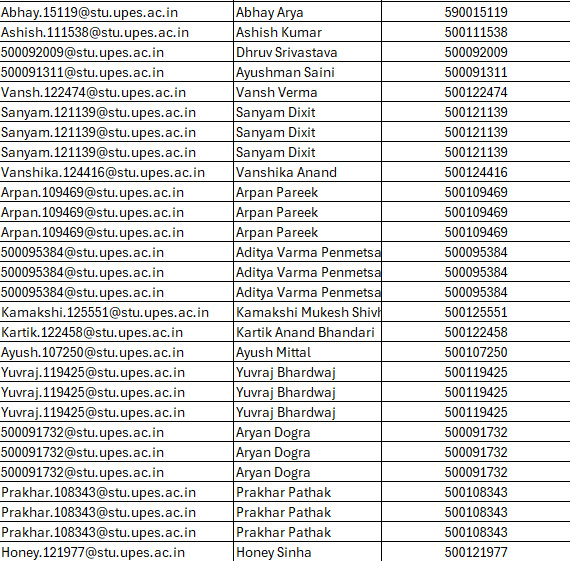 Abhay.15119@stu.upes.ac.in Abhay Arya 590015119
Ashish.111538@stu.upes.ac.in Ashish Kumar 500111538
500092009@stu.upes.ac.in Dhruv Srivastava 500092009
500091311@stu.upes.ac.in Ayushman Saini 500091311
Vansh.122474@stu.upes.ac.in Vansh Verma 500122474
Sanyam.121139@stu.upes.ac.in Sanyam Dixit 500121139
Sanyam.121139@stu.upes.ac.in Sanyam Dixit 500121139
Sanyam.121139@stu.upes.ac.in Sanyam Dixit 500121139
Vanshika.124416@stu.upes.ac.in Vanshika Anand 500124416
Arpan.109469@stu.upes.ac.in Arpan Pareek 500109469
Arpan.109469@stu.upes.ac.in Arpan Pareek 500109469
Arpan.109469@stu.upes.ac.in Arpan Pareek 500109469
500095384@stu.upes.ac.in Aditya Varma Penmetsa 500095384
500095384@stu.upes.ac.in Aditya Varma Penmetsa 500095384
500095384@stu.upes.ac.in Aditya Varma Penmetsa 500095384
Kamakshi.125551@stu.upes.ac.in Kamakshi Mukesh 500125551
Kartik.122458@stu.upes.ac.in Kartik Anand Bhandari 500122458
Ayush.107250@stu.upes.ac.in Ayush Mittal 500107250
Yuvraj.119425@stu.upes.ac.in Yuvraj Bhardwaj 500119425
Yuvraj.119425@stu.upes.ac.in Yuvraj Bhardwaj 500119425
Yuvraj.119425@stu.upes.ac.in Yuvraj Bhardwaj 500119425
500091732@stu.upes.ac.in Aryan Dogra 500091732
500091732@stu.upes.ac.in Aryan Dogra 500091732
500091732@stu.upes.ac.in Aryan Dogra 500091732
Prakhar.108343@stu.upes.ac.in Prakhar Pathak 500108343
Prakhar.108343@stu.upes.ac.in Prakhar Pathak 500108343
Prakhar.108343@stu.upes.ac.in Prakhar Pathak 500108343
Honey.121977@stu.upes.ac.in Honey Sinha 500121977